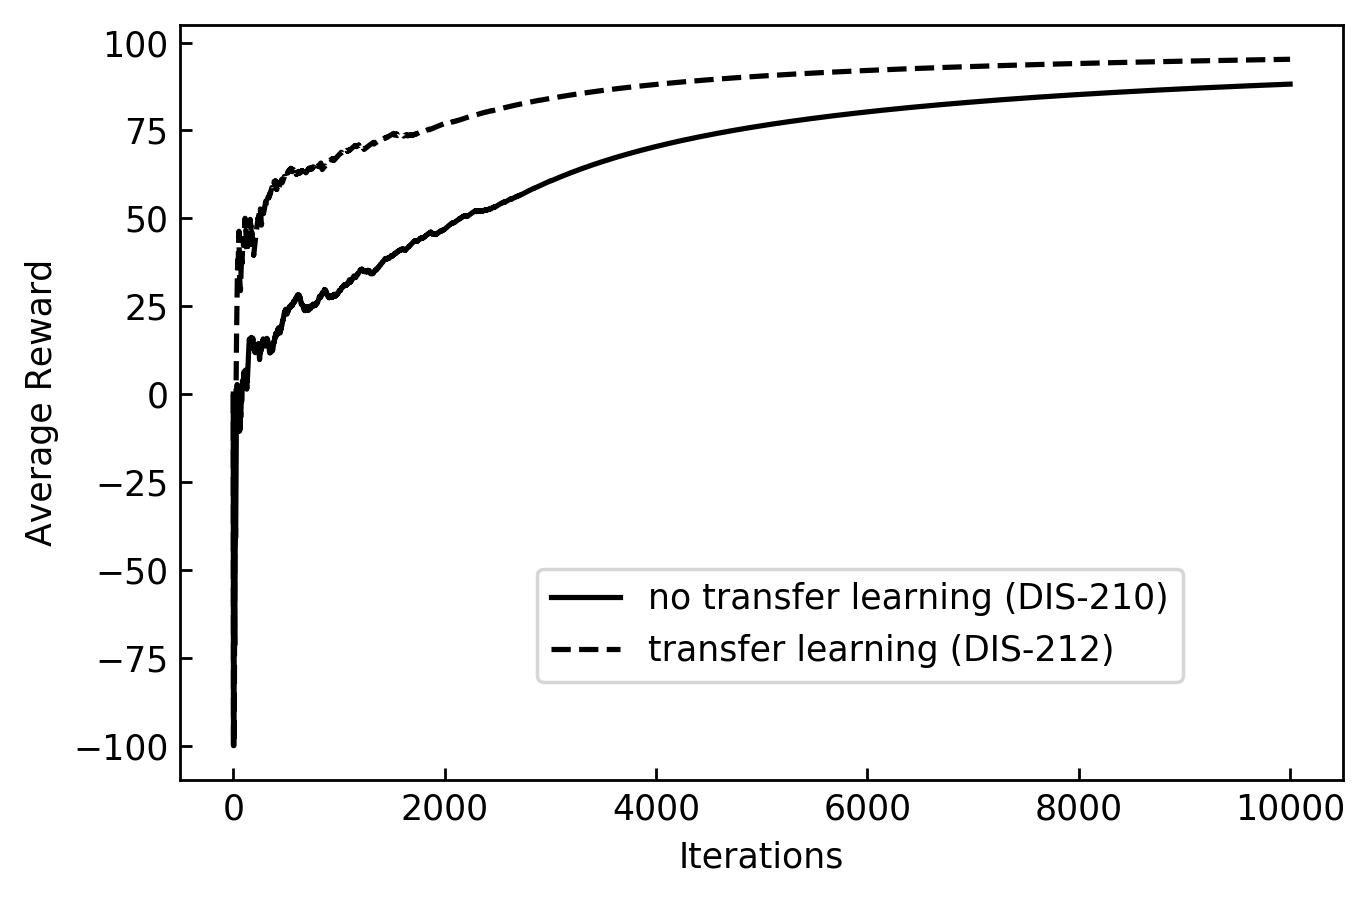 100
75
50
25
0
−25
−50
−75
−100
Average Reward
no transfer learning (DIS-210)
transfer learning (DIS-212)
0 2000 4000 6000 8000 10000
Iterations